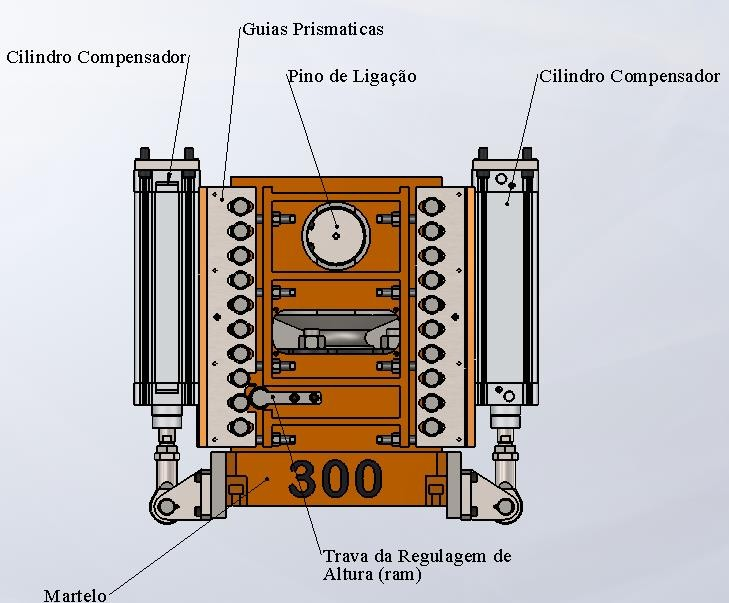 Guias Prismaticas
Cilindro Compensador
Pino de Ligação
Cilindro Compensador
300
Trava da Regulagem de
Altura (ram)
Martelo